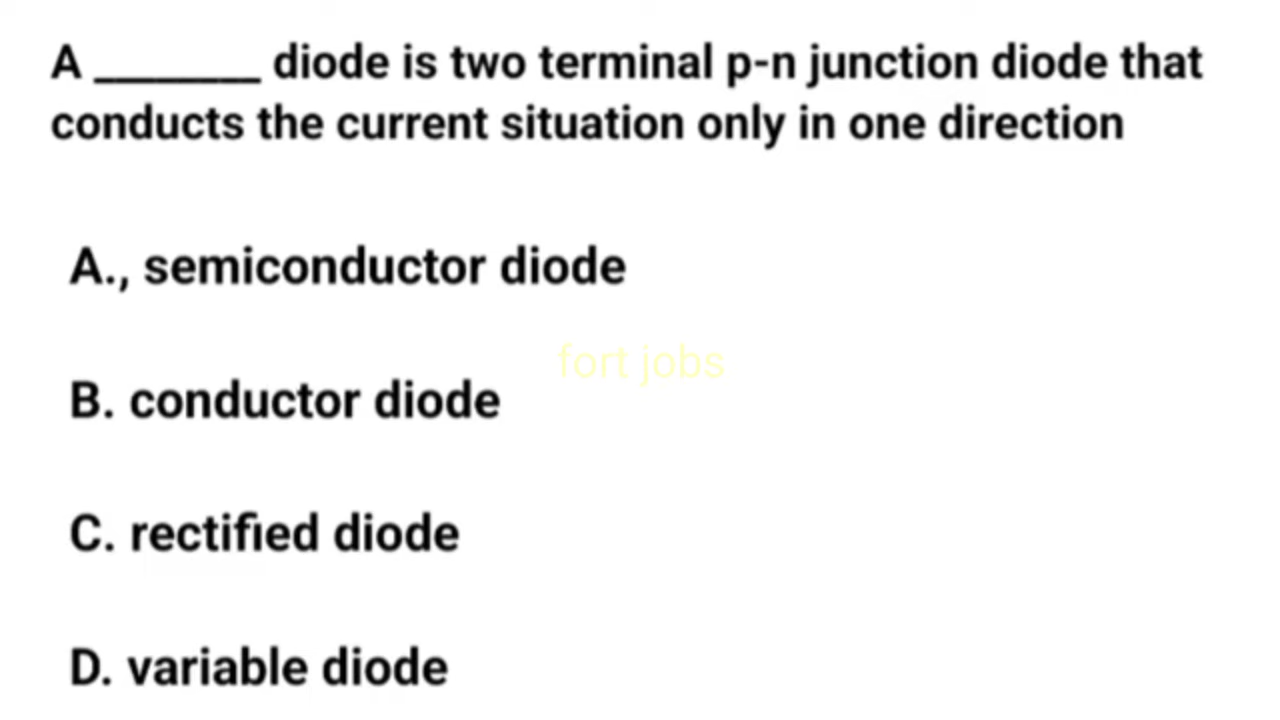 A ________ diode is two terminal p-n junction diode that
conducts the current situation only in one direction
A., semiconductor diode
fort jobs
B. conductor diode
C. rectified diode
D. variable diode